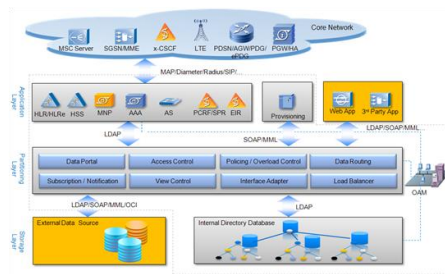 Core Network
MSC Server
SGSN/MME
x-CSCF
LTE
PDSN/AGW/PDG/
ePDG
PGW/HA
MAP/Diameter/Radius/SIP/...
Application
Layer
HLR/HLRe
HSS
MNP
AAA
AS
PCRF/SPR
EIR
Provisioning
Web App
3rd Party App
LDAP
SOAP/MML
LDAP/SOAP/MML
Partitioning
Layer
Data Portal
Access Control
Policing / Overload Control
Data Routing
Subscription / Notification
View Control
Interface Adapter
Load Balancer
OAM
LDAP/SOAP/MML/OCI
LDAP
Storage
Layer
External Data Source
Internal Directory Database